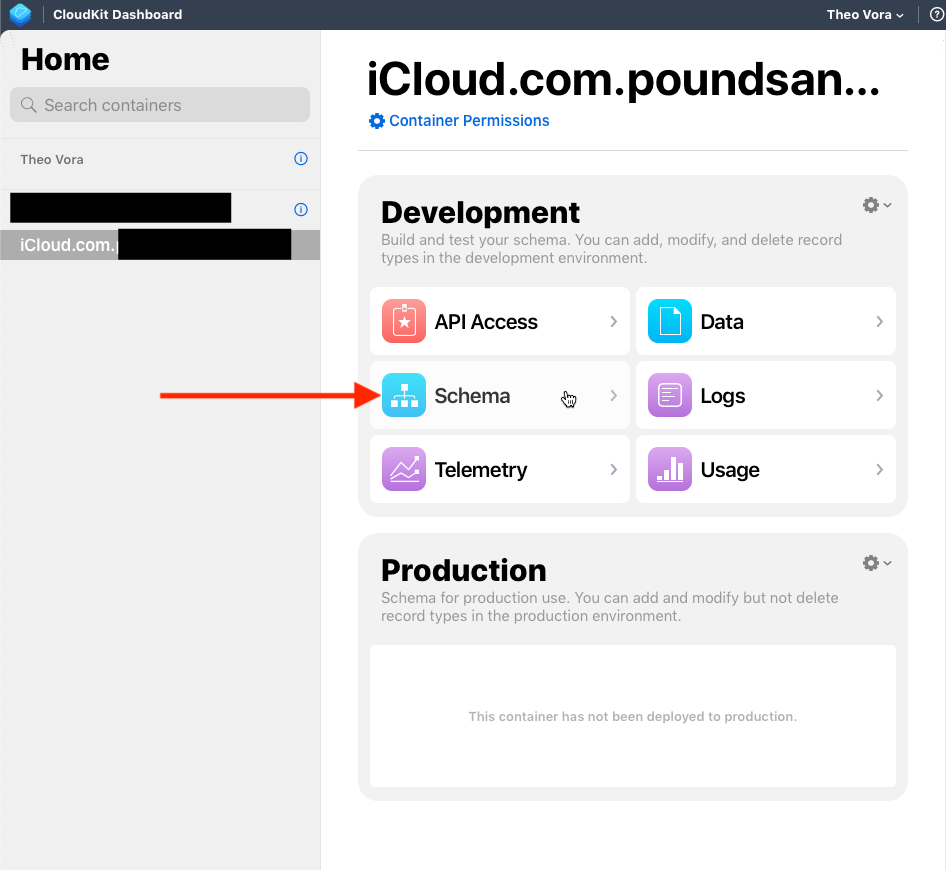 CloudKit Dashboard
Theo Vora
Home
Search containers
Theo Vora
iCloud.com.
iCloud.com.poundsan...
Container Permissions
Development
Build and test your schema. You can add, modify, and delete record
types in the development environment.
API Access
Data
Schema
Logs
Telemetry
Usage
Production
Schema for production use. You can add and modify but not delete
record types in the production environment.
This container has not been deployed to production.